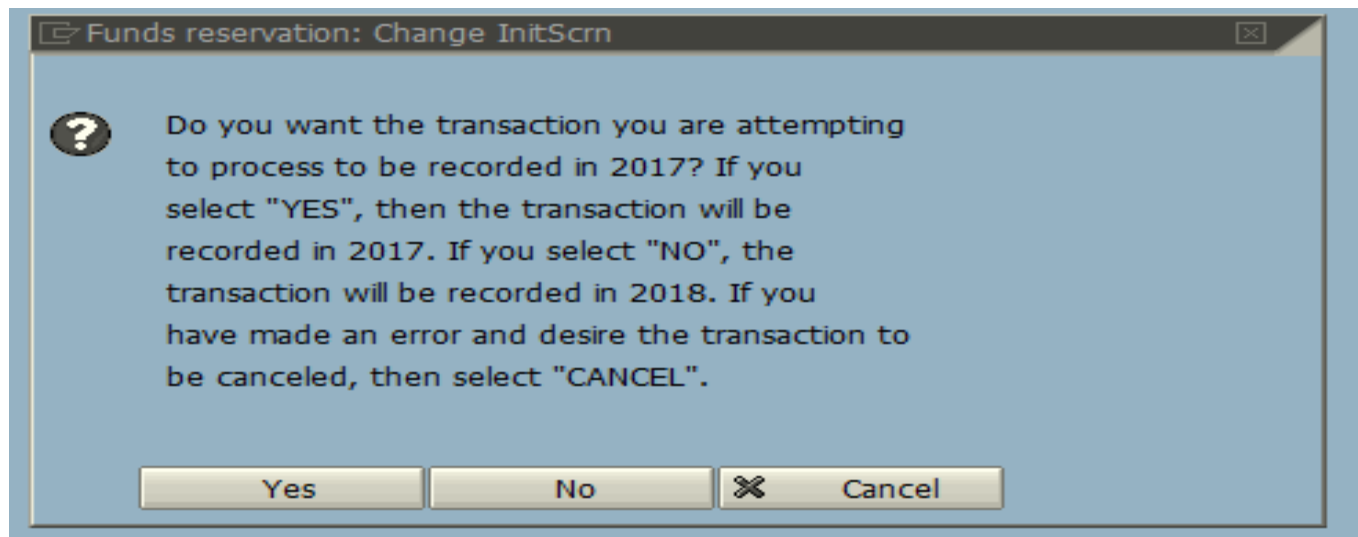 Funds reservation: Change InitScrn
Do you want the transaction you are attempting
to process to be recorded in 2017? If you
select "YES", then the transaction will be
recorded in 2017. If you select "NO", the
transaction will be recorded in 2018. If you
have made an error and desire the transaction to
be canceled, then select "CANCEL".
Yes No Cancel